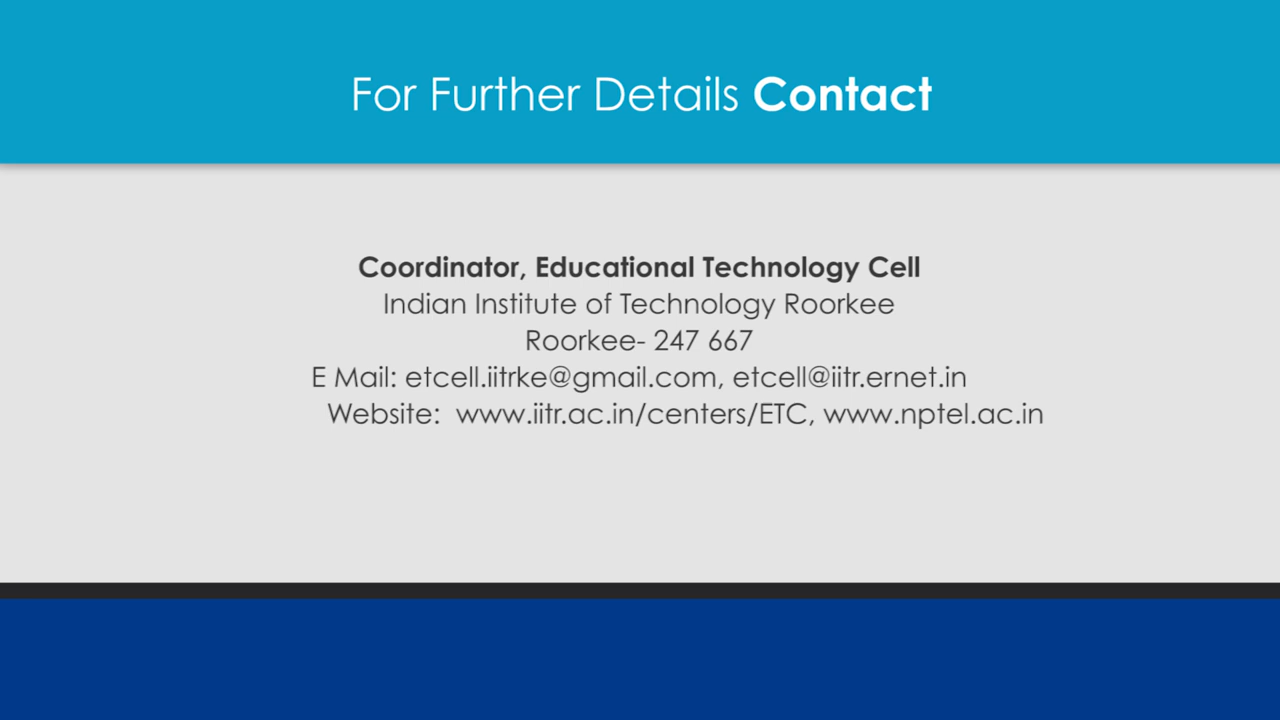 For Further Details Contact
Coordinator, Educational Technology Cell
Indian Institute of Technology Roorkee
Roorkee- 247 667
E Mail: etcell.iitrke@gmail.com, etcell@iitr.ernet.in
Website: www.iitr.ac.in/centers/ETC, www.nptel.ac.in